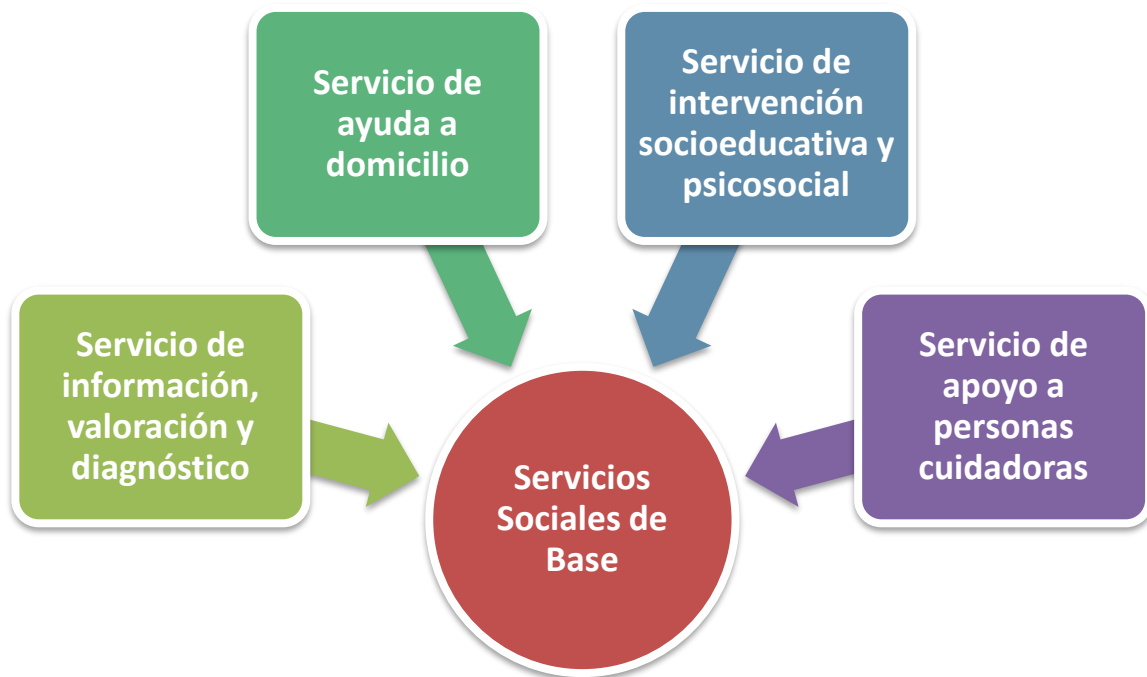 Servicio de
ayuda a
domicilio
Servicio de
intervención
socioeducativa y
psicosocial
Servicio de
información,
valoración y
diagnóstico
Servicio de
apoyo a
personas
cuidadoras
Servicios
Sociales de
Base